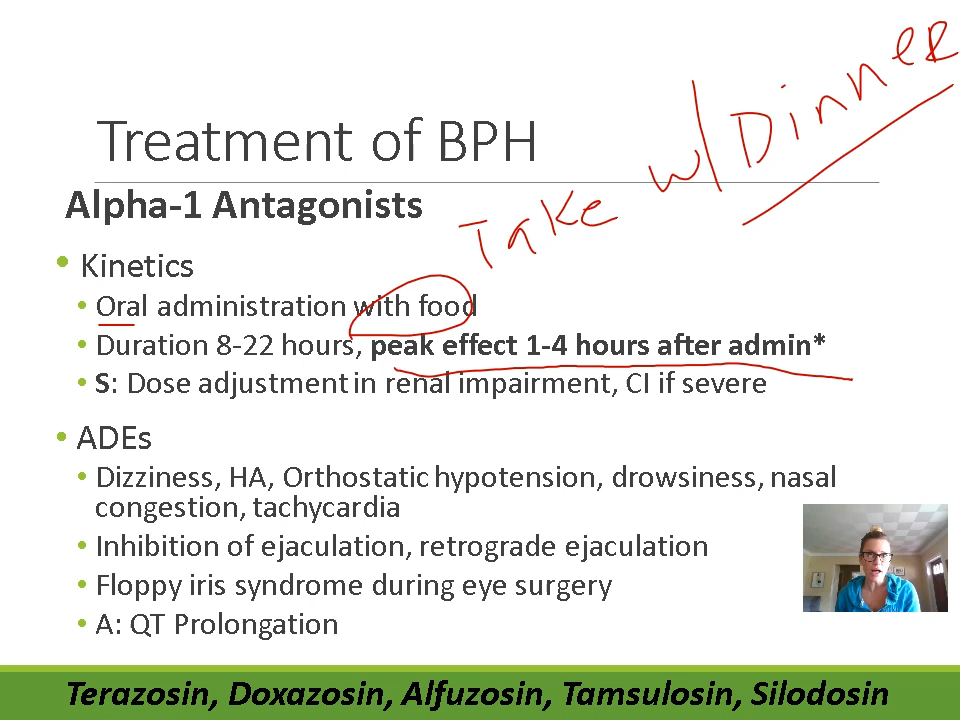 Take w/ Dinner
Treatment of BPH
Alpha-1 Antagonists
• Kinetics
• Oral administration with food
• Duration 8-22 hours, peak effect 1-4 hours after admin*
• S: Dose adjustment in renal impairment, CI if severe
• ADEs
• Dizziness, HA, Orthostatic hypotension, drowsiness, nasal
congestion, tachycardia
• Inhibition of ejaculation, retrograde ejaculation
• Floppy iris syndrome during eye surgery
• A: QT Prolongation
Terazosin, Doxazosin, Alfuzosin, Tamsulosin, Silodosin